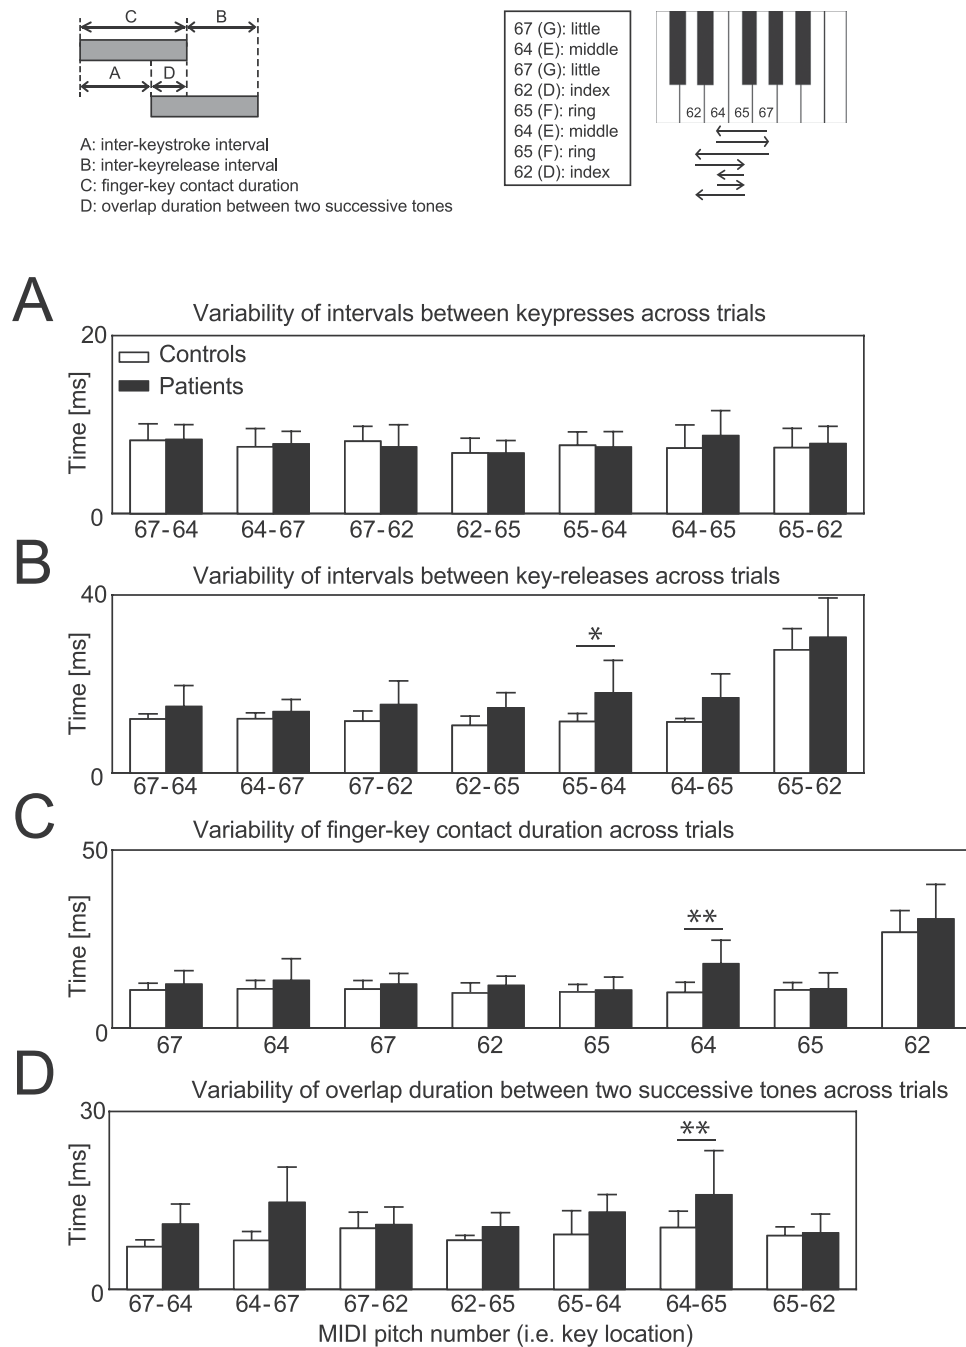 C B
A D
A: inter-keystroke interval
B: inter-keyrelease interval
C: finger-key contact duration
D: overlap duration between two successive tones
67 (G): little
64 (E): middle
67 (G): little
62 (D): index
65 (F): ring
64 (E): middle
65 (F): ring
62 (D): index
62 64 65 67
A
Variability of intervals between keypresses across trials
20
Controls
Patients
Time [ms]
0
67-64 64-67 67-62 62-65 65-64 64-65 65-62
B
Variability of intervals between key-releases across trials
40
*
Time [ms]
0
67-64 64-67 67-62 62-65 65-64 64-65 65-62
C
Variability of finger-key contact duration across trials
50
**
Time [ms]
0
67 64 67 62 65 64 65 62
D
Variability of overlap duration between two successive tones across trials
30
**
Time [ms]
0
67-64 64-67 67-62 62-65 65-64 64-65 65-62
MIDI pitch number (i.e. key location)